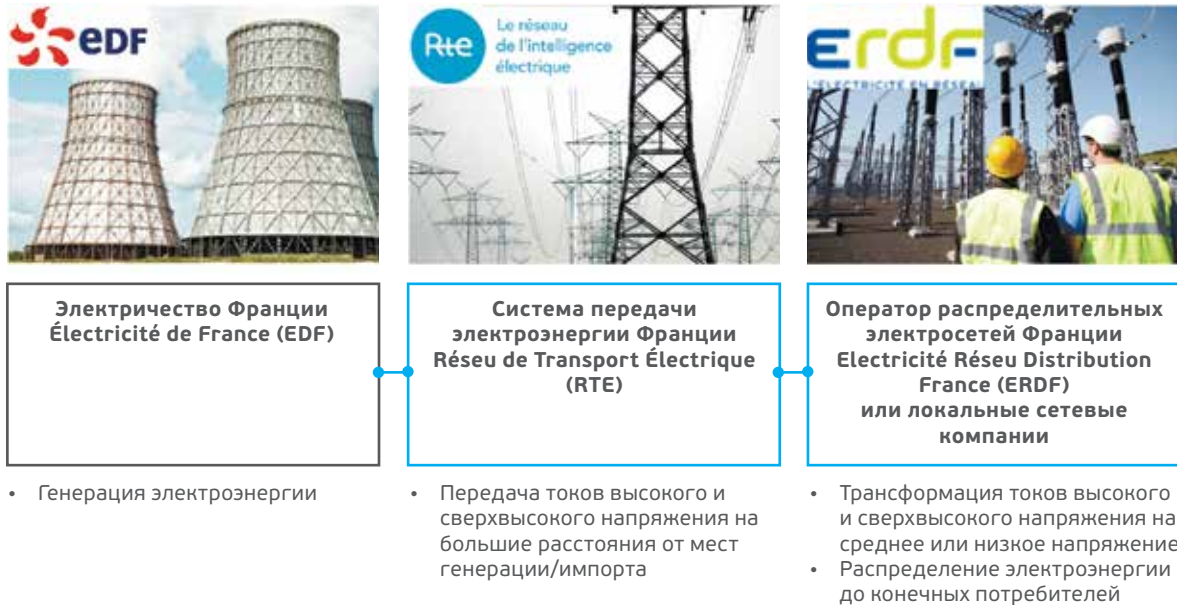 eDF
Rte
Le réseau
de l'intelligence
électrique
erdf
L'ELECTRICITE EN RESEAU
Электричество Франции
Électricité de France (EDF)
Система передачи
электроэнергии Франции
Réseu de Transport Électrique
(RTE)
Оператор распределительных
электросетей Франции
Electricité Réseu Distribution
France (ERDF)
или локальные сетевые
компании
• Генерация электроэнергии
• Передача токов высокого и
сверхвысокого напряжения на
большие расстояния от мест
генерации/импорта
• Трансформация токов высокого
и сверхвысокого напряжения на
среднее или низкое напряжение
• Распределение электроэнергии
до конечных потребителей